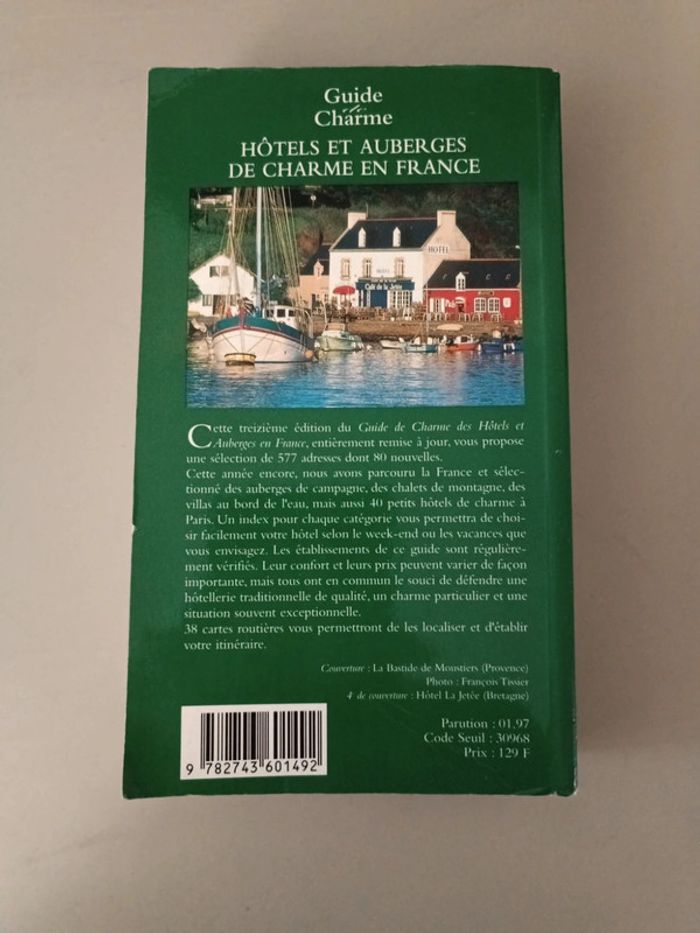 Guide
de
Charme
HÔTELS ET AUBERGES
DE CHARME EN FRANCE
HOTEL
HOTEL
Café de la Jetée
Cette treizième édition du Guide de Charme des Hôtels et
Auberges en France, entièrement remise à jour, vous propose
une sélection de 577 adresses dont 80 nouvelles.
Cette année encore, nous avons parcouru la France et sélec-
tionné des auberges de campagne, des chalets de montagne, des
villas au bord de l'eau, mais aussi 40 petits hôtels de charme à
Paris. Un index pour chaque catégorie vous permettra de choi-
sir facilement votre hôtel selon le week-end ou les vacances que
vous envisagez. Les établissements de ce guide sont régulière-
ment vérifiés. Leur confort et leurs prix peuvent varier de façon
importante, mais tous ont en commun le souci de défendre une
hôtellerie traditionnelle de qualité, un charme particulier et une
situation souvent exceptionnelle.
38 cartes routières vous permettront de les localiser et d'établir
votre itinéraire.
Couverture : La Bastide de Moustiers (Provence)
Photo : François Tissier
4e de couverture : Hôtel La Jetée (Bretagne)
Parution : 01.97
Code Seuil : 30968
Prix : 129 F
9 782743 601492